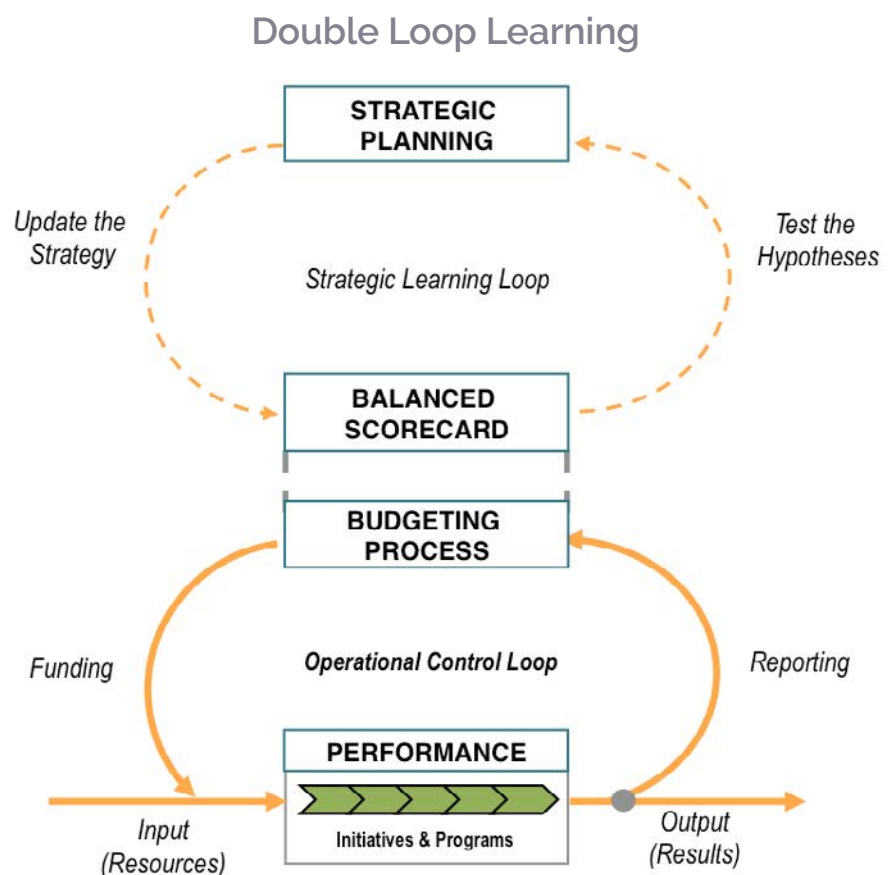 Double Loop Learning
STRATEGIC
PLANNING
Update the
Strategy
Test the
Hypotheses
Strategic Learning Loop
BALANCED
SCORECARD
BUDGETING
PROCESS
Funding
Operational Control Loop
Reporting
PERFORMANCE
Initiatives & Programs
Input
(Resources)
Output
(Results)